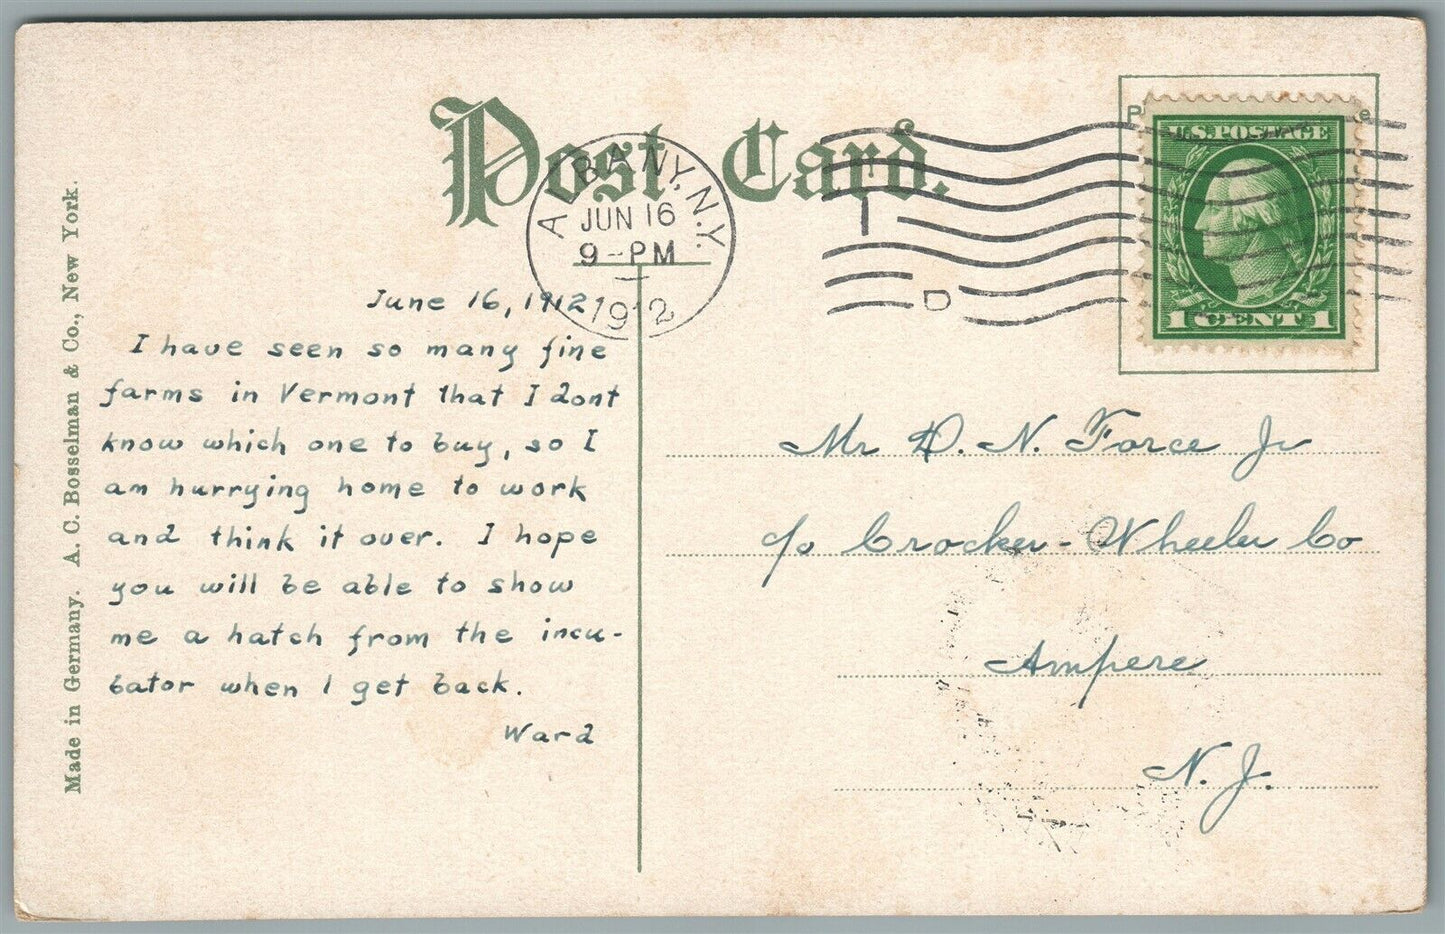 Post Card.
ALBANY, N.Y.
JUN 16
9-PM
1912
D
U.S. POSTAGE
1 CENT 1
Made in Germany. A. C. Bosselman & Co., New York.
June 16, 1912
I have seen so many fine
farms in Vermont that I dont
know which one to buy, so I
am hurrying home to work
and think it over. I hope
you will be able to show
me a hatch from the incu-
bator when I get back.
Ward
Mr D. N. Force Jr
c/o Crocker-Wheeler Co
Ampere
N. J.